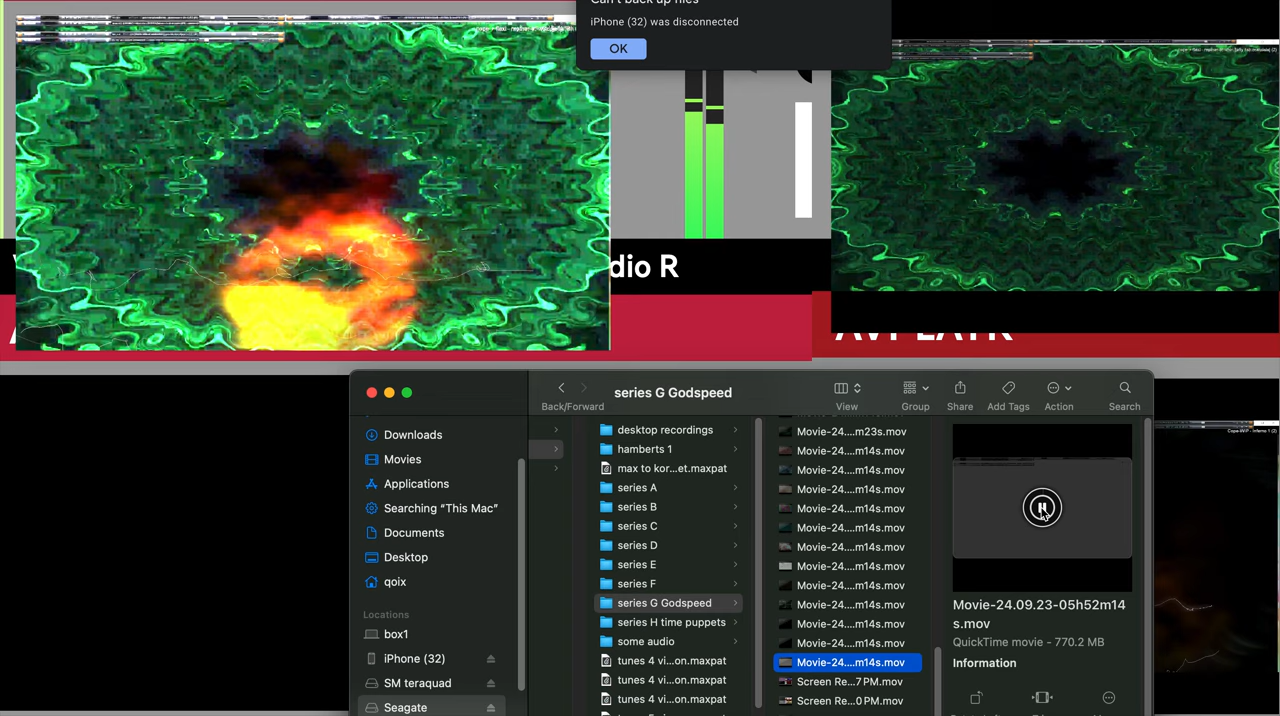 Can't back up files
iPhone (32) was disconnected
OK
dio R
AVPLAYR
series G Godspeed
Back/Forward
View
Group
Share
Add Tags
Action
Search
Downloads
Movies
Applications
Searching “This Mac”
Documents
Desktop
qoix
Locations
box1
iPhone (32)
SM teraquad
Seagate
desktop recordings
hamberts 1
max to kor...et.maxpat
series A
series B
series C
series D
series E
series F
series G Godspeed
series H time puppets
some audio
tunes 4 vi...on.maxpat
tunes 4 vi...on.maxpat
tunes 4 vi...on.maxpat
Movie-24....m23s.mov
Movie-24....m14s.mov
Movie-24....m14s.mov
Movie-24....m14s.mov
Movie-24....m14s.mov
Movie-24....m14s.mov
Movie-24....m14s.mov
Movie-24....m14s.mov
Movie-24....m14s.mov
Movie-24....m14s.mov
Movie-24....m14s.mov
Movie-24....m14s.mov
Movie-24....m14s.mov
Screen Re...7 PM.mov
Screen Re...0 PM.mov
Movie-24.09.23-05h52m14
s.mov
QuickTime movie - 770.2 MB
Information